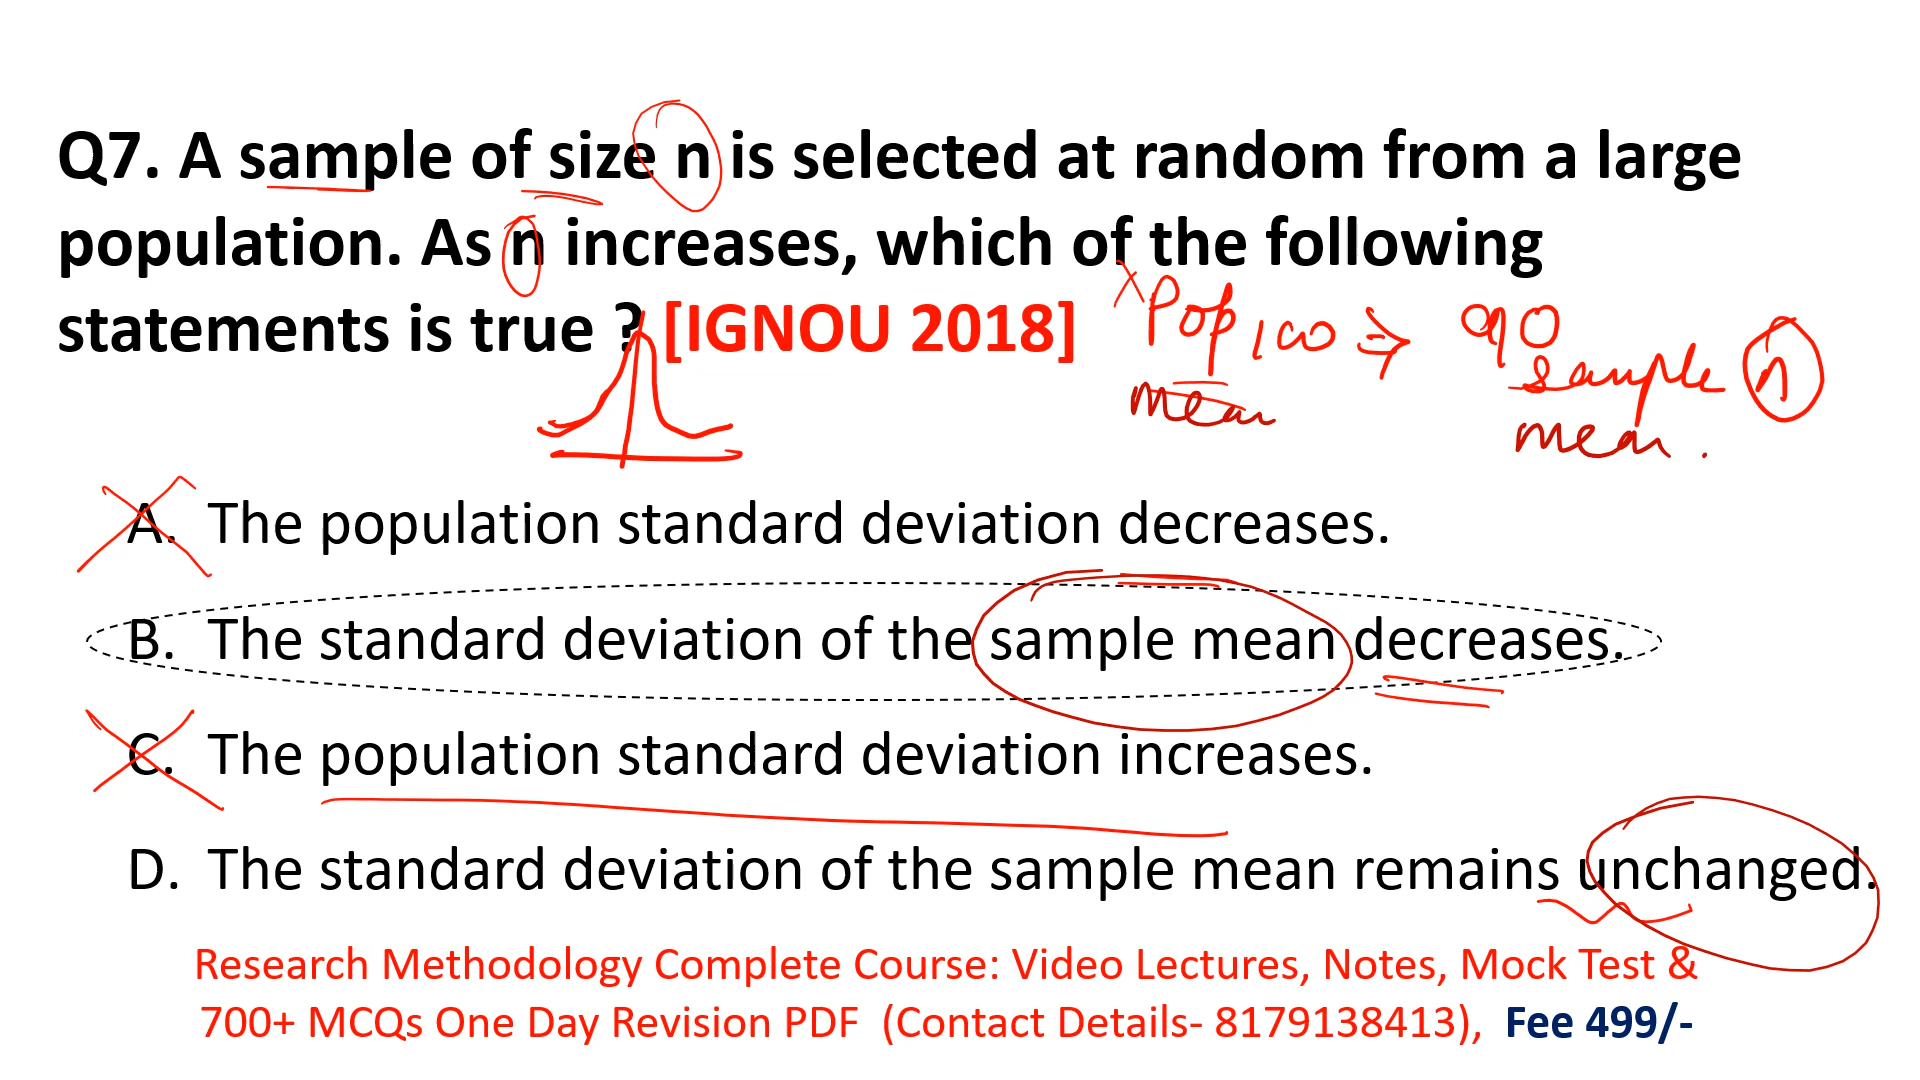 Q7. A sample of size n is selected at random from a large
population. As n increases, which of the following
statements is true ? [IGNOU 2018]
Pop 100 ⇒ 90
sample n
mean
mean.
A. The population standard deviation decreases.
B. The standard deviation of the sample mean decreases.
C. The population standard deviation increases.
D. The standard deviation of the sample mean remains unchanged.
Research Methodology Complete Course: Video Lectures, Notes, Mock Test &
700+ MCQs One Day Revision PDF (Contact Details- 8179138413), Fee 499/-